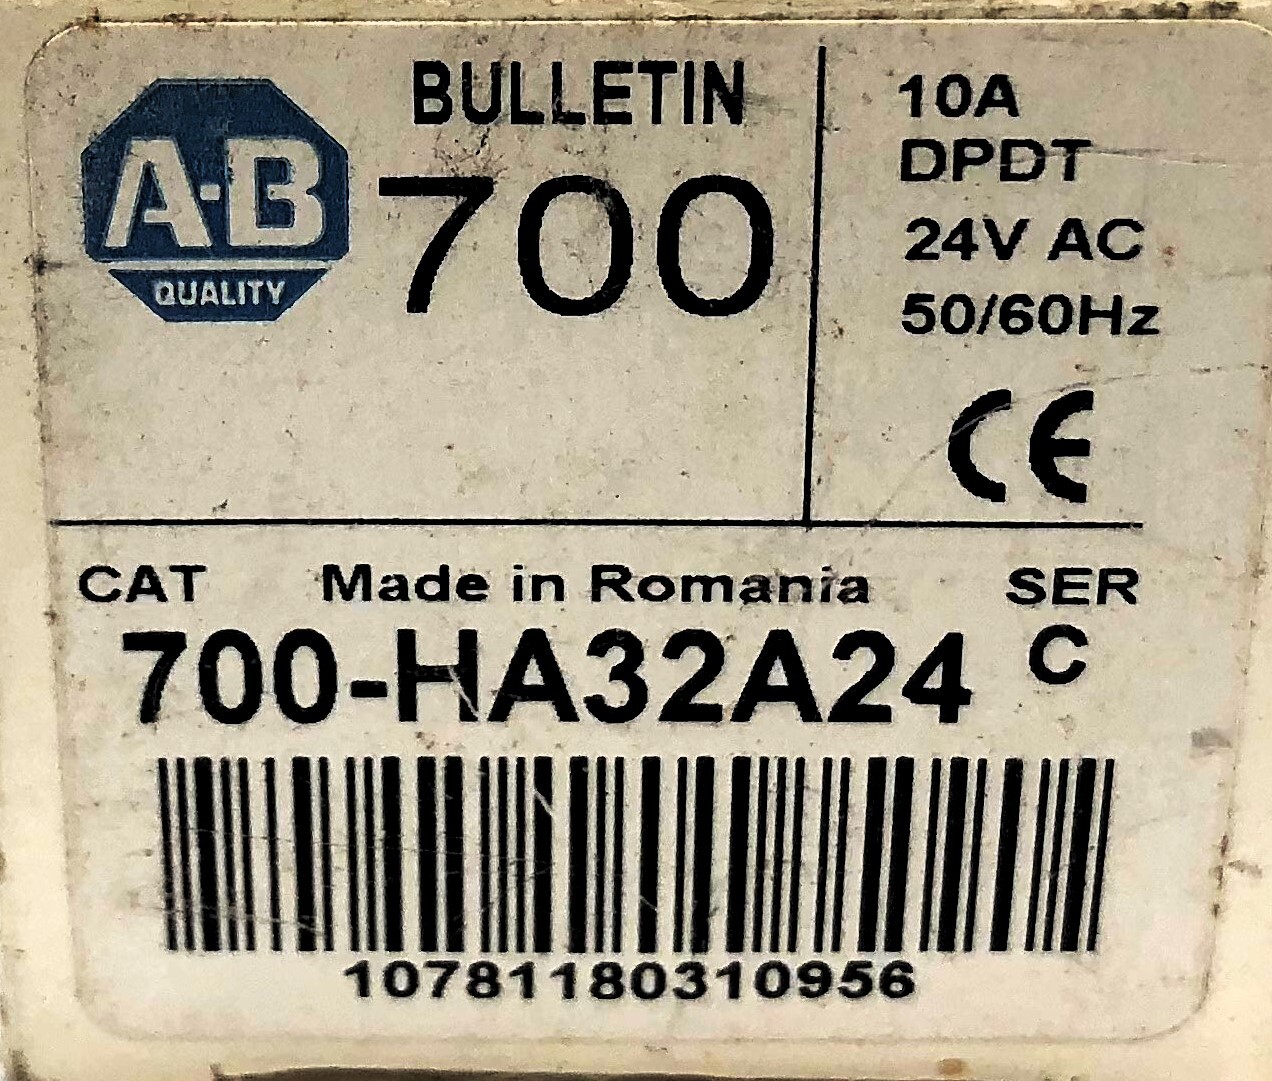 A-B
QUALITY
BULLETIN
700
10A
DPDT
24V AC
50/60Hz
CE
CAT Made in Romania SER
700-HA32A24 C
10781180310956